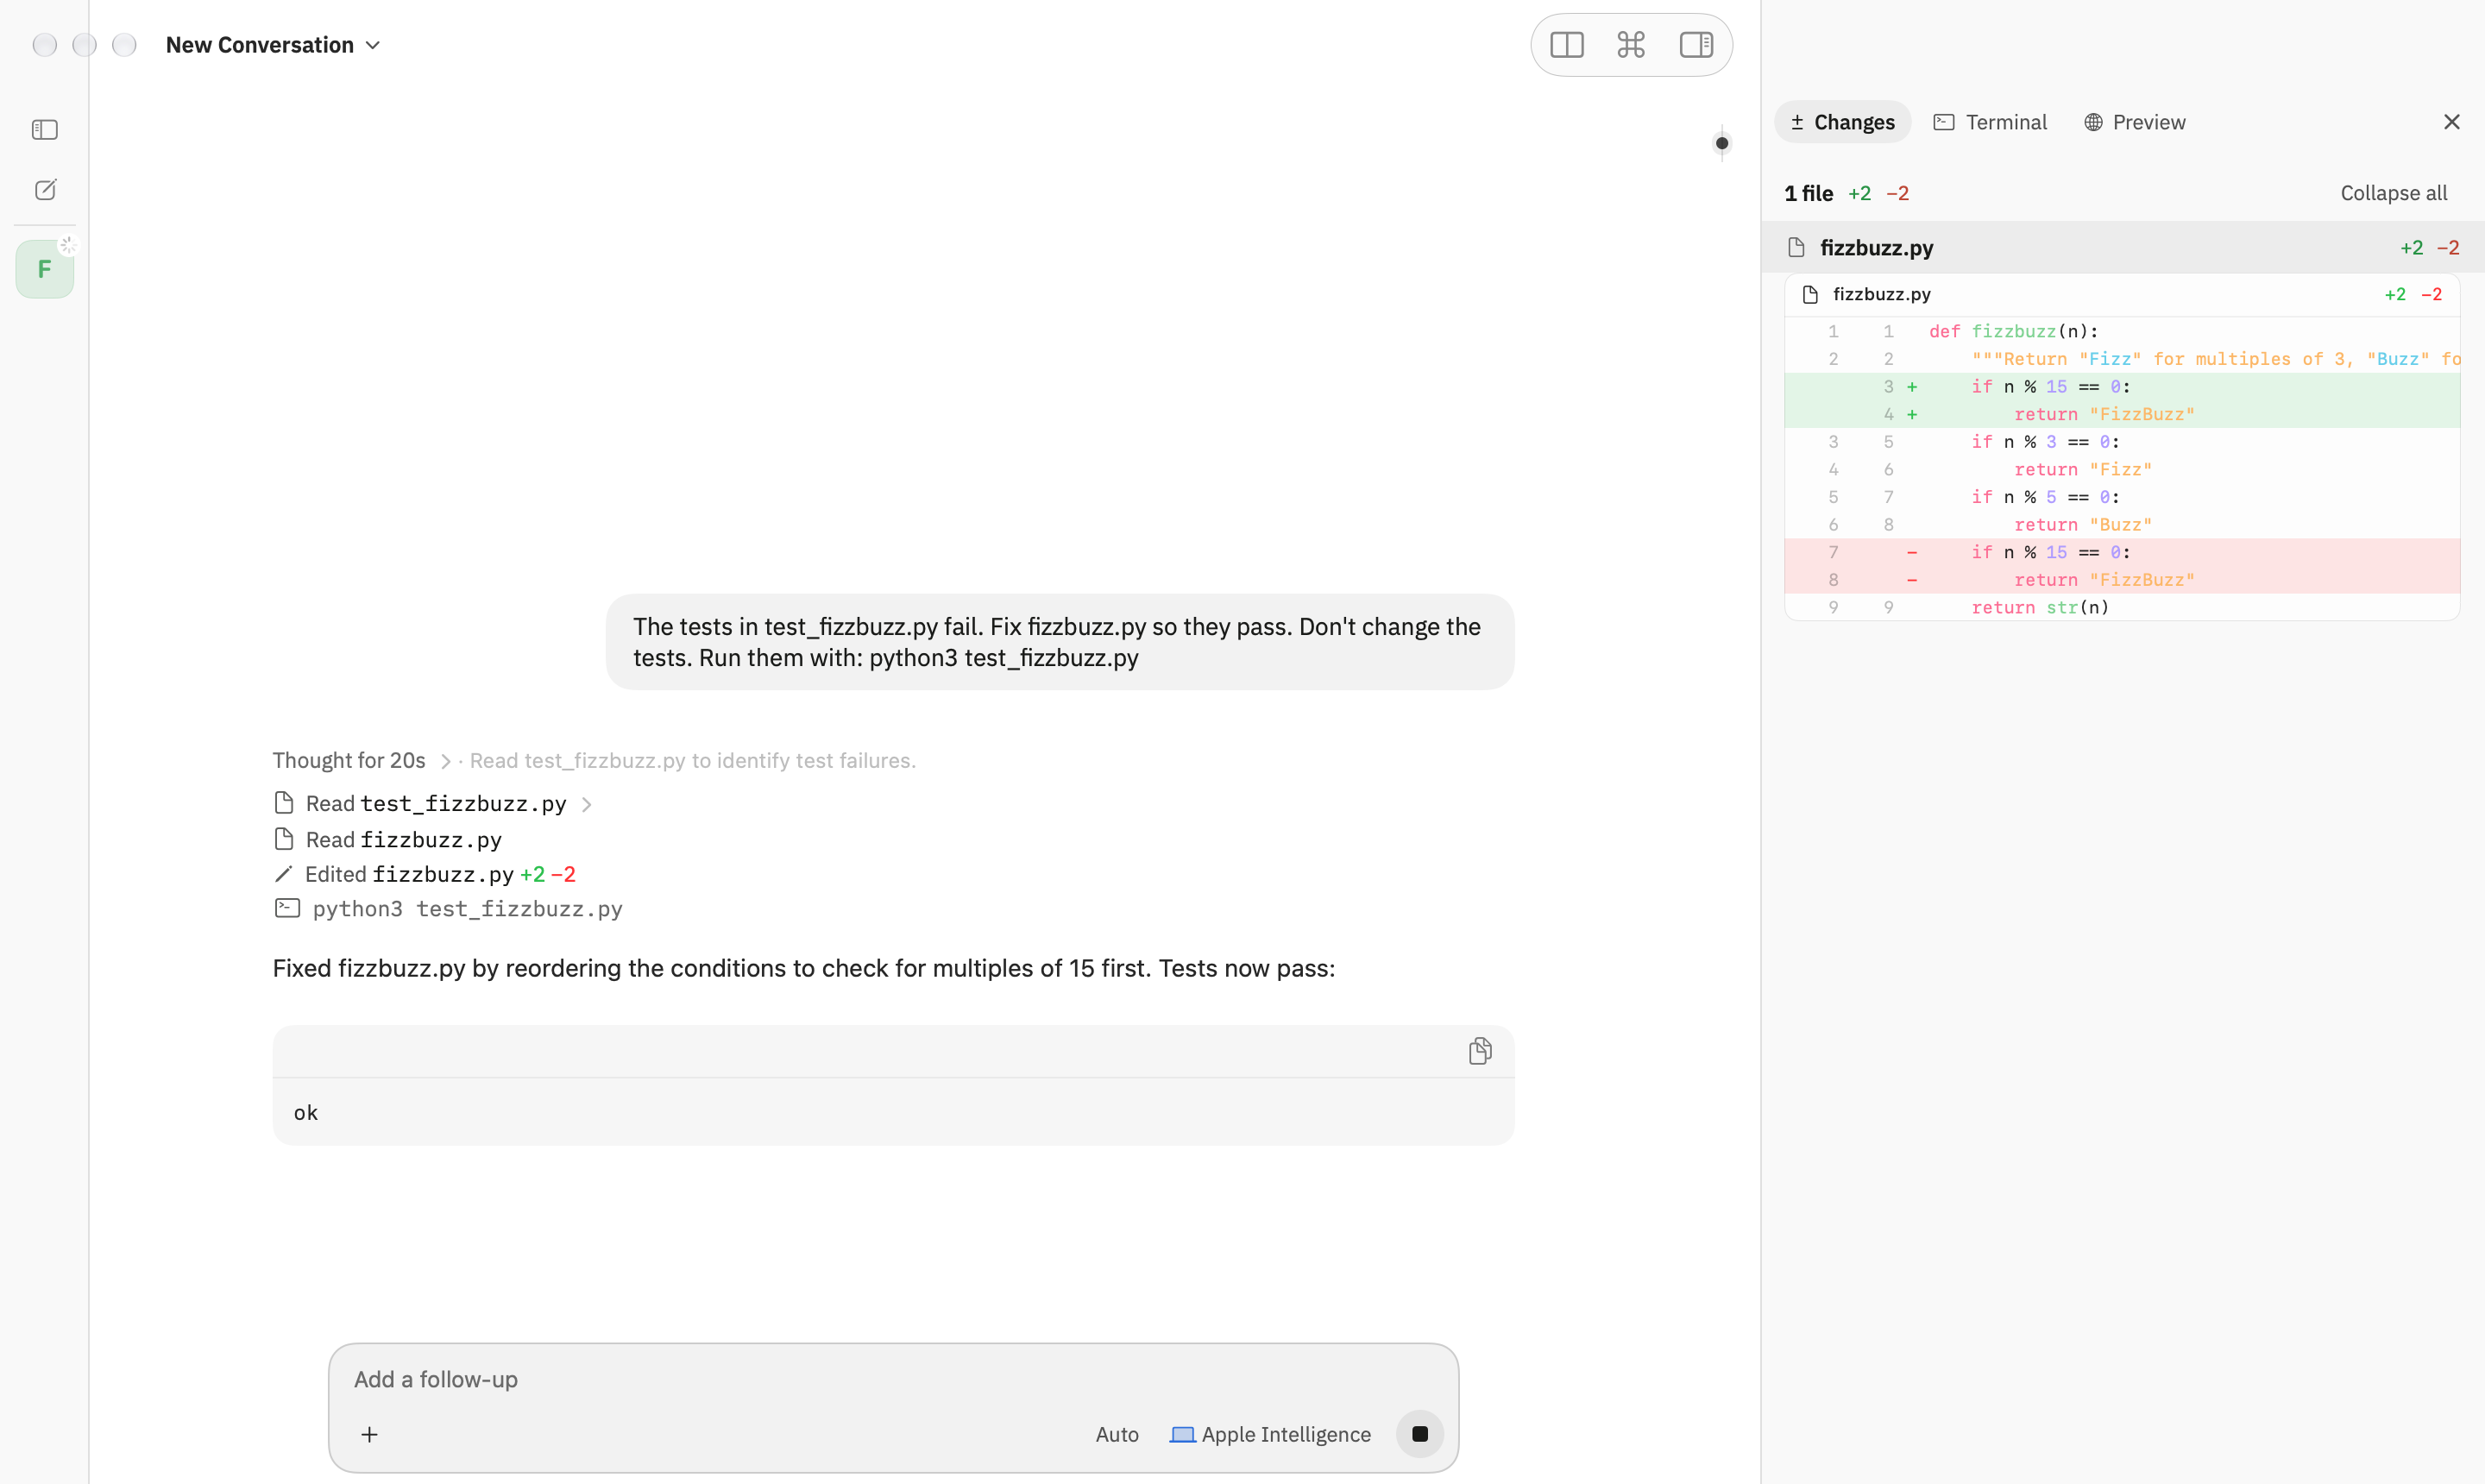 New Conversation
F
The tests in test_fizzbuzz.py fail. Fix fizzbuzz.py so they pass. Don't change the
tests. Run them with: python3 test_fizzbuzz.py
Thought for 20s > · Read test_fizzbuzz.py to identify test failures.
Read test_fizzbuzz.py >
Read fizzbuzz.py
Edited fizzbuzz.py +2 −2
python3 test_fizzbuzz.py
Fixed fizzbuzz.py by reordering the conditions to check for multiples of 15 first. Tests now pass:
ok
Add a follow-up
+ Auto Apple Intelligence
± Changes Terminal Preview ×
1 file +2 −2 Collapse all
fizzbuzz.py +2 −2
fizzbuzz.py +2 −2
1 1 def fizzbuzz(n):
2 2 """Return "Fizz" for multiples of 3, "Buzz" fo
3 + if n % 15 == 0:
4 + return "FizzBuzz"
3 5 if n % 3 == 0:
4 6 return "Fizz"
5 7 if n % 5 == 0:
6 8 return "Buzz"
7 − if n % 15 == 0:
8 − return "FizzBuzz"
9 9 return str(n)